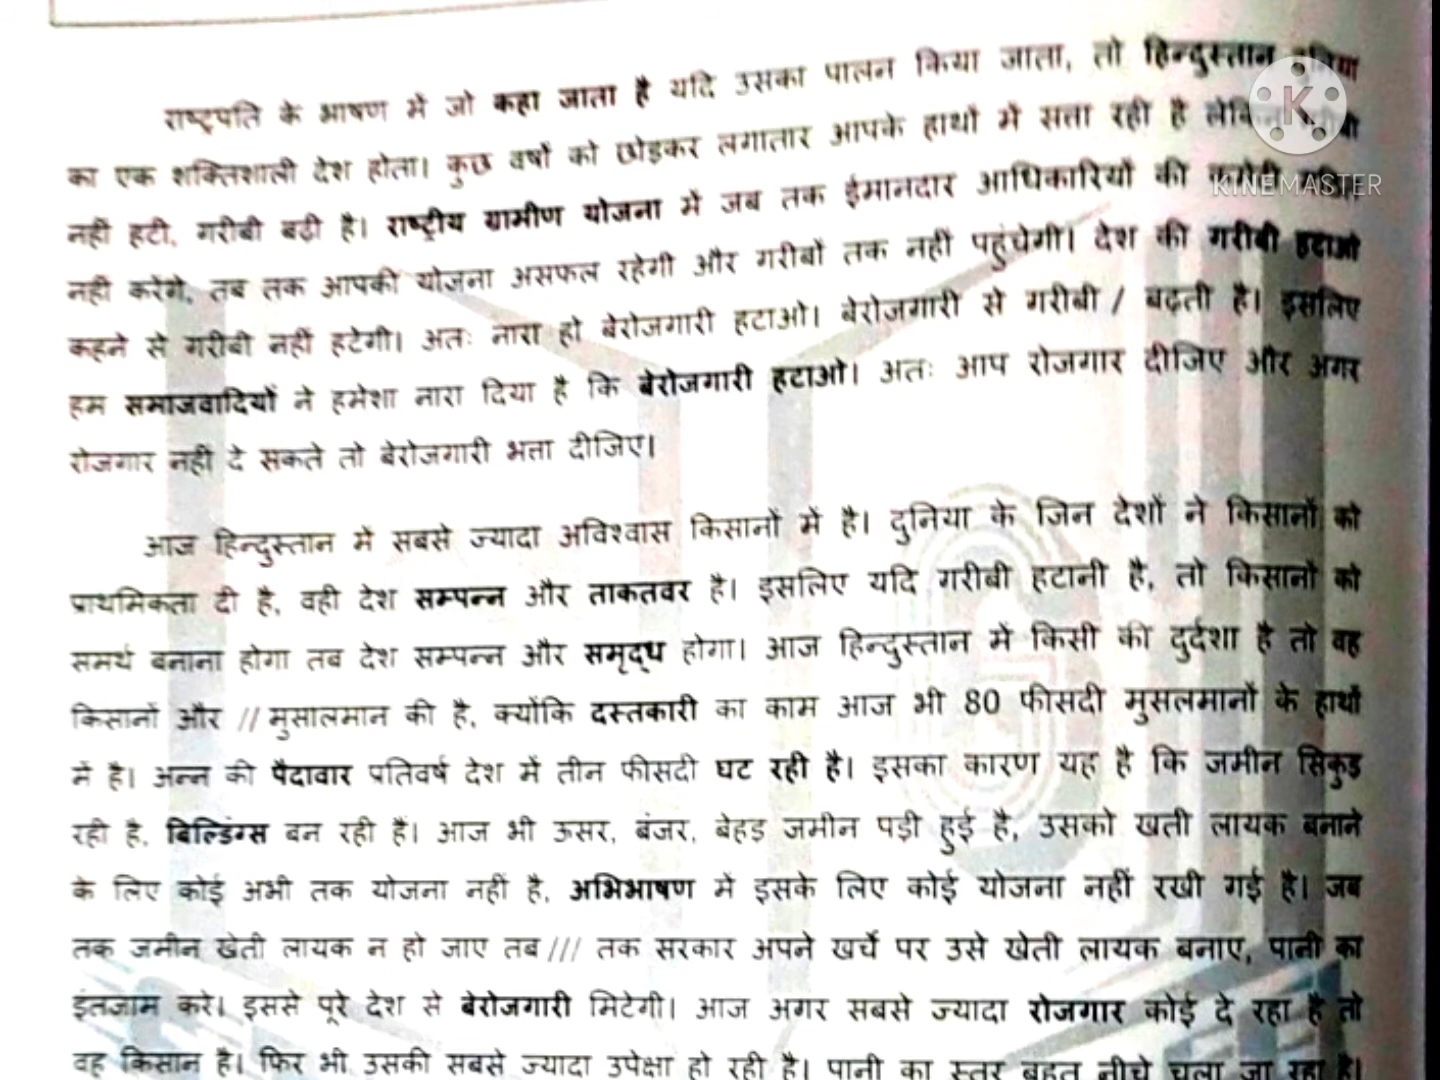 राष्ट्रपति के भाषण में जो कहा जाता है यदि उसका पालन किया जाता, तो हिन्दुस्तान
का एक शक्तिशाली देश होता। कुछ वर्षों को छोड़कर लगातार आपके हाथों में सत्ता रही है
नहीं हटी, गरीबी बढ़ी है। राष्ट्रीय ग्रामीण योजना में जब तक ईमानदार आधिकारियों की
नहीं करेंगे, तब तक आपकी योजना असफल रहेगी और गरीबों तक नहीं पहुंचेगी। देश की गरीबी हटाओ
कहने से गरीबी नहीं हटेगी। अतः नारा हो बेरोजगारी हटाओ। बेरोजगारी से गरीबी / बढ़ती है। इसलिए
हम समाजवादियों ने हमेशा नारा दिया है कि बेरोजगारी हटाओ। अतः आप रोजगार दीजिए और अगर
रोजगार नहीं दे सकते तो बेरोजगारी भत्ता दीजिए।
आज हिन्दुस्तान में सबसे ज्यादा अविश्वास किसानों में है। दुनिया के जिन देशों ने किसानों को
प्राथमिकता दी है, वही देश सम्पन्न और ताकतवर है। इसलिए यदि गरीबी हटानी है, तो किसानों को
समर्थ बनाना होगा तब देश सम्पन्न और समृद्ध होगा। आज हिन्दुस्तान में किसी की दुर्दशा है तो वह
किसानों और // मुसालमान की है, क्योंकि दस्तकारी का काम आज भी 80 फीसदी मुसलमानों के हाथों
में है। अन्न की पैदावार प्रतिवर्ष देश में तीन फीसदी घट रही है। इसका कारण यह है कि जमीन सिकुड़
रही है, बिल्डिंग्स बन रही हैं। आज भी ऊसर, बंजर, बेहड़ जमीन पड़ी हुई है, उसको खती लायक बनाने
के लिए कोई अभी तक योजना नहीं है, अभिभाषण में इसके लिए कोई योजना नहीं रखी गई है। जब
तक जमीन खेती लायक न हो जाए तब /// तक सरकार अपने खर्चे पर उसे खेती लायक बनाए, पानी का
इंतजाम करे। इससे पूरे देश से बेरोजगारी मिटेगी। आज अगर सबसे ज्यादा रोजगार कोई दे रहा है तो
वह किसान है। फिर भी उसकी सबसे ज्यादा उपेक्षा हो रही है। पानी का स्तर बहुत नीचे चला जा रहा है।
K
KINEMASTER